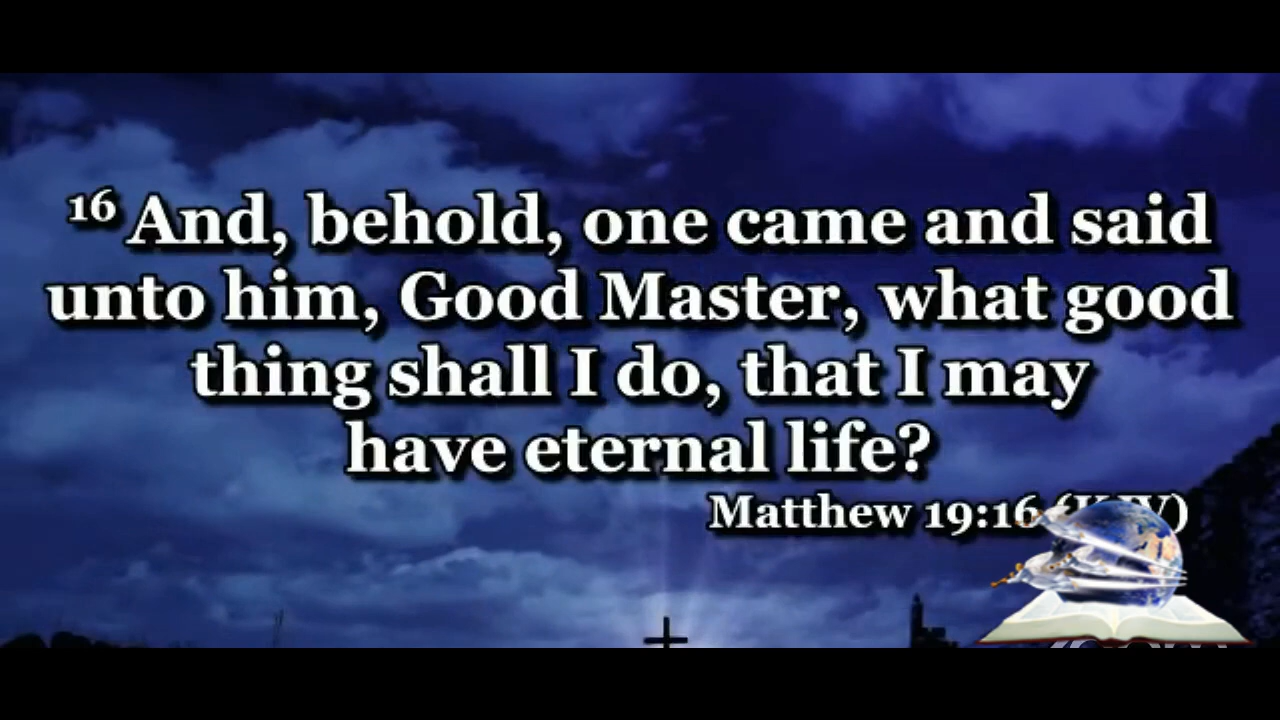 16 And, behold, one came and said
unto him, Good Master, what good
thing shall I do, that I may
have eternal life?
Matthew 19:16